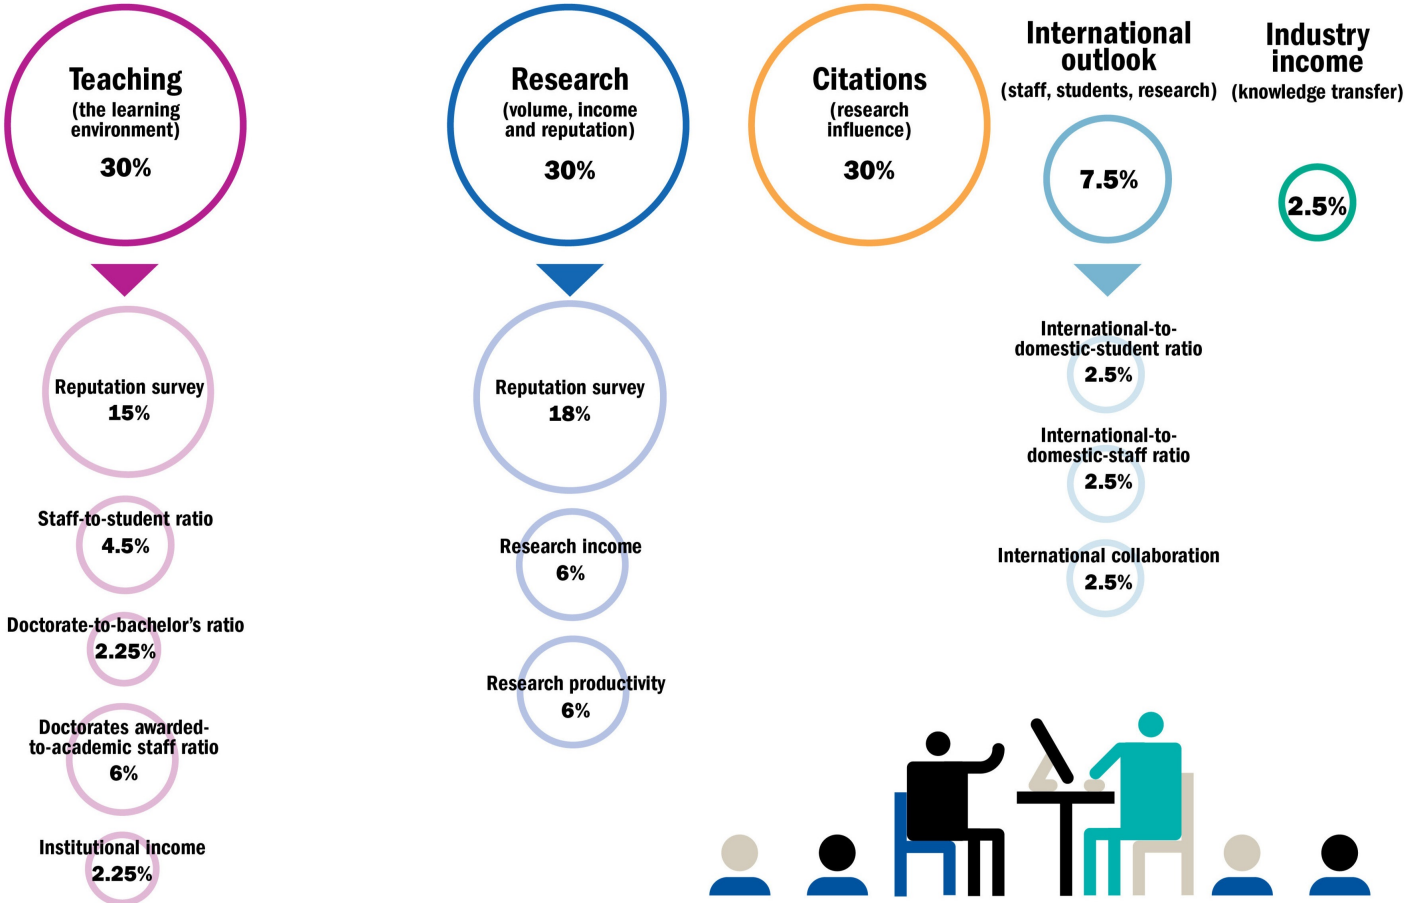 Teaching
(the learning
environment)
30%
Reputation survey
15%
Staff-to-student ratio
4.5%
Doctorate-to-bachelor’s ratio
2.25%
Doctorates awarded-
to-academic staff ratio
6%
Institutional income
2.25%
Research
(volume, income
and reputation)
30%
Reputation survey
18%
Research income
6%
Research productivity
6%
Citations
(research
influence)
30%
International
outlook
(staff, students, research)
7.5%
International-to-
domestic-student ratio
2.5%
International-to-
domestic-staff ratio
2.5%
International collaboration
2.5%
Industry
income
(knowledge transfer)
2.5%